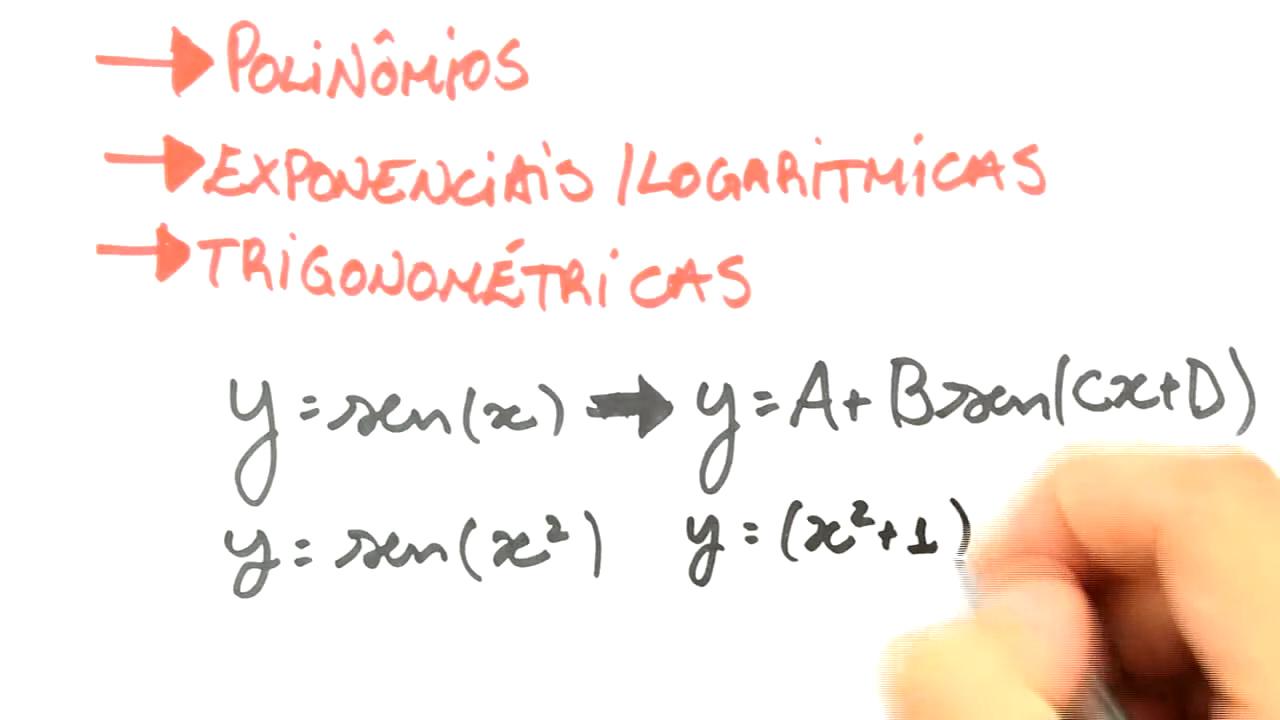 → POLINÔMIOS
→ EXPONENCIAIS / LOGARITMICAS
→ TRIGONOMÉTRICAS
y = sen(x) → y = A + B sen(Cx+D)
y = sen(x²) y = (x²+1)